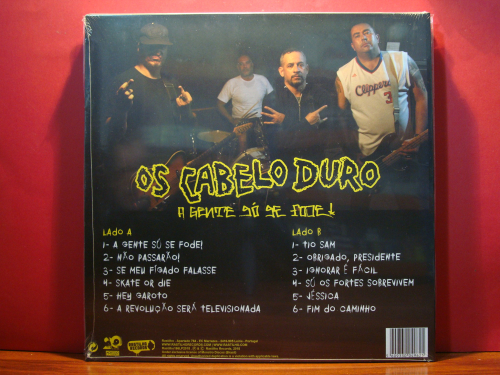 Clippers
3
OS CABELO DURO
A GENTE SÓ SE FODE!
LADO A
1- A GENTE SÓ SE FODE!
2- NÃO PASSARÃO!
3- SE MEU FÍGADO FALASSE
4- SKATE OR DIE
5- HEY GAROTO
6- A REVOLUÇÃO SERÁ TELEVISIONADA
LADO B
1- TIO SAM
2- OBRIGADO, PRESIDENTE
3- IGNORAR É FÁCIL
4- SÓ OS FORTES SOBREVIVEM
5- JÉSSICA
6- FIM DO CAMINHO